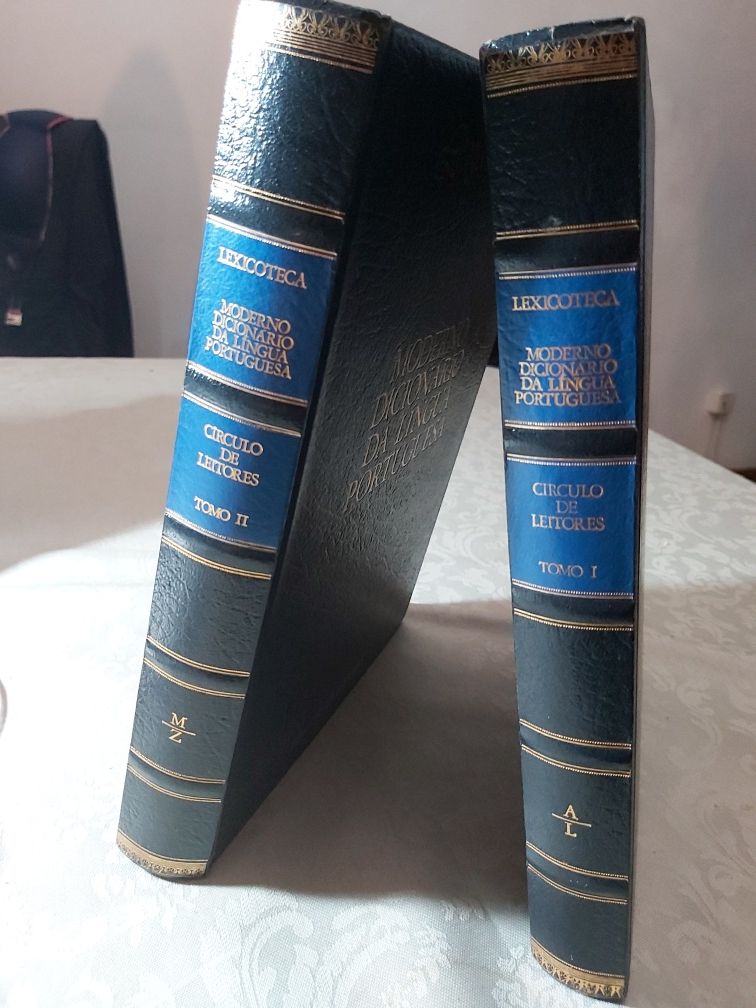 LEXICOTECA
MODERNO
DICIONÁRIO
DA LÍNGUA
PORTUGUESA
CÍRCULO
DE
LEITORES
TOMO II
M
Z
MODERNO
DICIONÁRIO
DA LÍNGUA
PORTUGUESA
LEXICOTECA
MODERNO
DICIONÁRIO
DA LÍNGUA
PORTUGUESA
CÍRCULO
DE
LEITORES
TOMO I
A
L